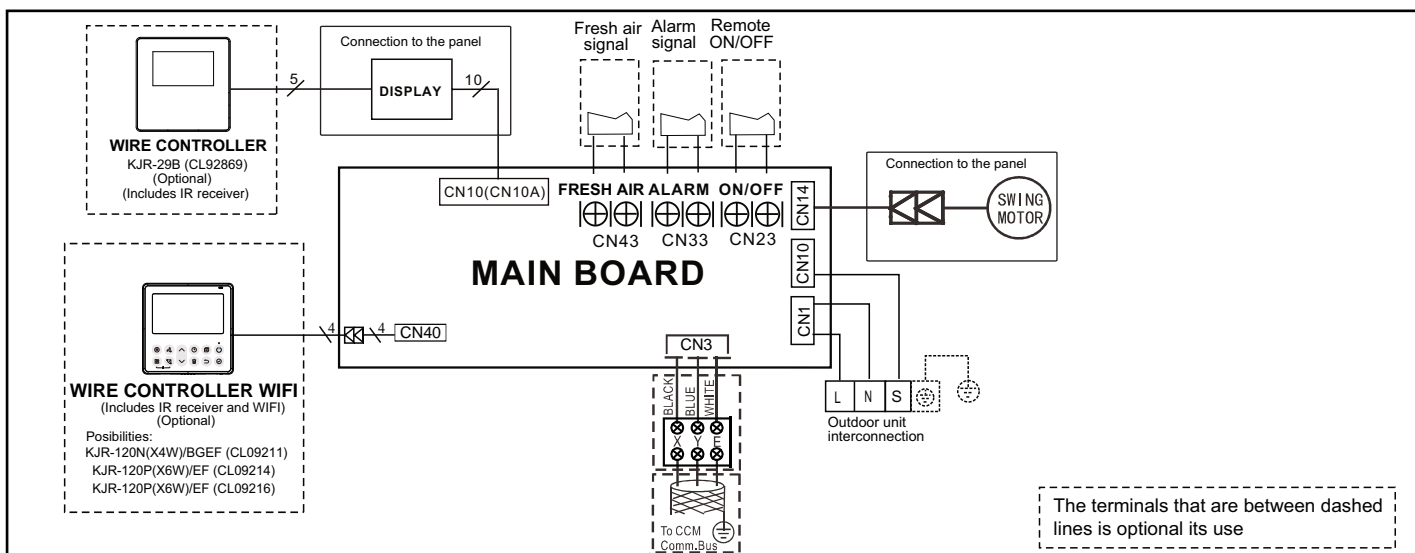 Fresh air signal
Alarm signal
Remote ON/OFF
Connection to the panel
5
DISPLAY
10
WIRE CONTROLLER
KJR-29B (CL92869)
(Optional)
(Includes IR receiver)
CN10(CN10A)
FRESH AIR ALARM ON/OFF
CN43
CN33
CN23
CN14
CN10
CN1
MAIN BOARD
Connection to the panel
SWING
MOTOR
4
4
CN40
WIRE CONTROLLER WIFI
(Includes IR receiver and WIFI)
(Optional)
Posibilities:
KJR-120N(X4W)/BGEF (CL09211)
KJR-120P(X6W)/EF (CL09214)
KJR-120P(X6W)/EF (CL09216)
CN3
BLACK
BLUE
WHITE
X Y E
To CCM
Comm.Bus
L N S
Outdoor unit
interconnection
The terminals that are between dashed
lines is optional its use